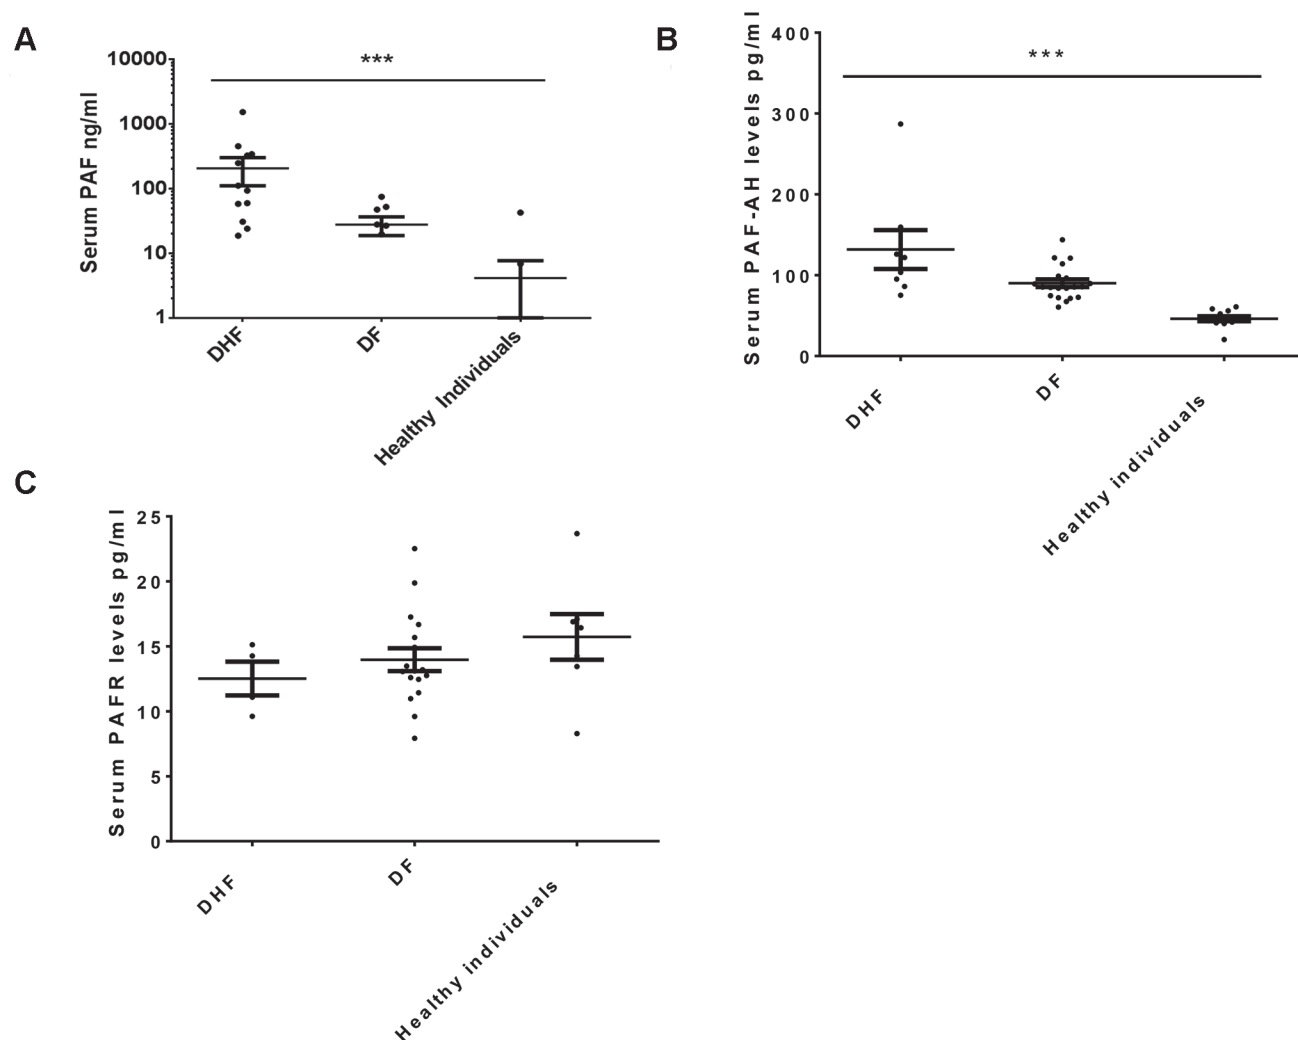 A
Serum PAF ng/ml
10000
1000
100
10
1
***
DHF
DF
Healthy Individuals
B
Serum PAF-AH levels pg/ml
400
300
200
100
0
***
DHF
DF
Healthy individuals
C
Serum PAFR levels pg/ml
25
20
15
10
5
0
DHF
DF
Healthy individuals